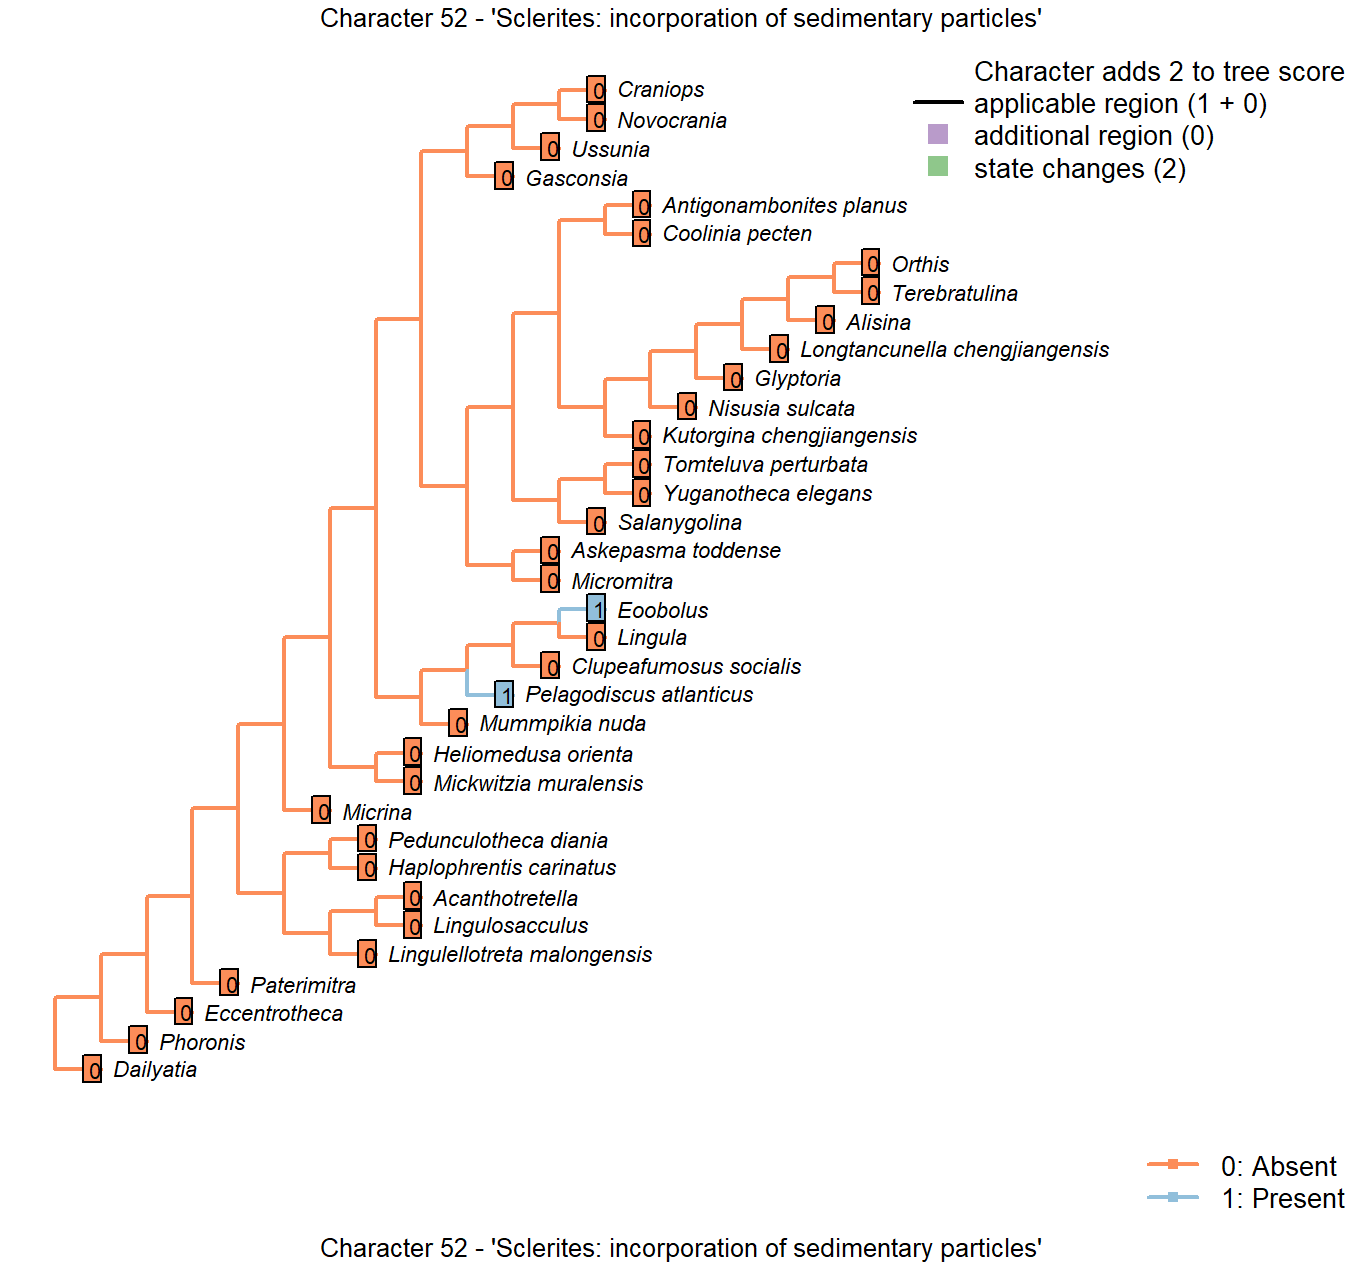 Character 52 - 'Sclerites: incorporation of sedimentary particles'
Character adds 2 to tree score
applicable region (1 + 0)
additional region (0)
state changes (2)
0 Craniops
0 Novocrania
0 Ussunia
0 Gasconsia
0 Antigonambonites planus
0 Coolinia pecten
0 Orthis
0 Terebratulina
0 Alisina
0 Longtancunella chengjiangensis
0 Glyptoria
0 Nisusia sulcata
0 Kutorgina chengjiangensis
0 Tomteluva perturbata
0 Yuganotheca elegans
0 Salanygolina
0 Askepasma toddense
0 Micromitra
1 Eoobolus
0 Lingula
0 Clupeafumosus socialis
1 Pelagodiscus atlanticus
0 Mummpikia nuda
0 Heliomedusa orienta
0 Mickwitzia muralensis
0 Micrina
0 Pedunculotheca diania
0 Haplophrentis carinatus
0 Acanthotretella
0 Lingulosacculus
0 Lingulellotreta malongensis
0 Paterimitra
0 Eccentrotheca
0 Phoronis
0 Dailyatia
0: Absent
1: Present
Character 52 - 'Sclerites: incorporation of sedimentary particles'